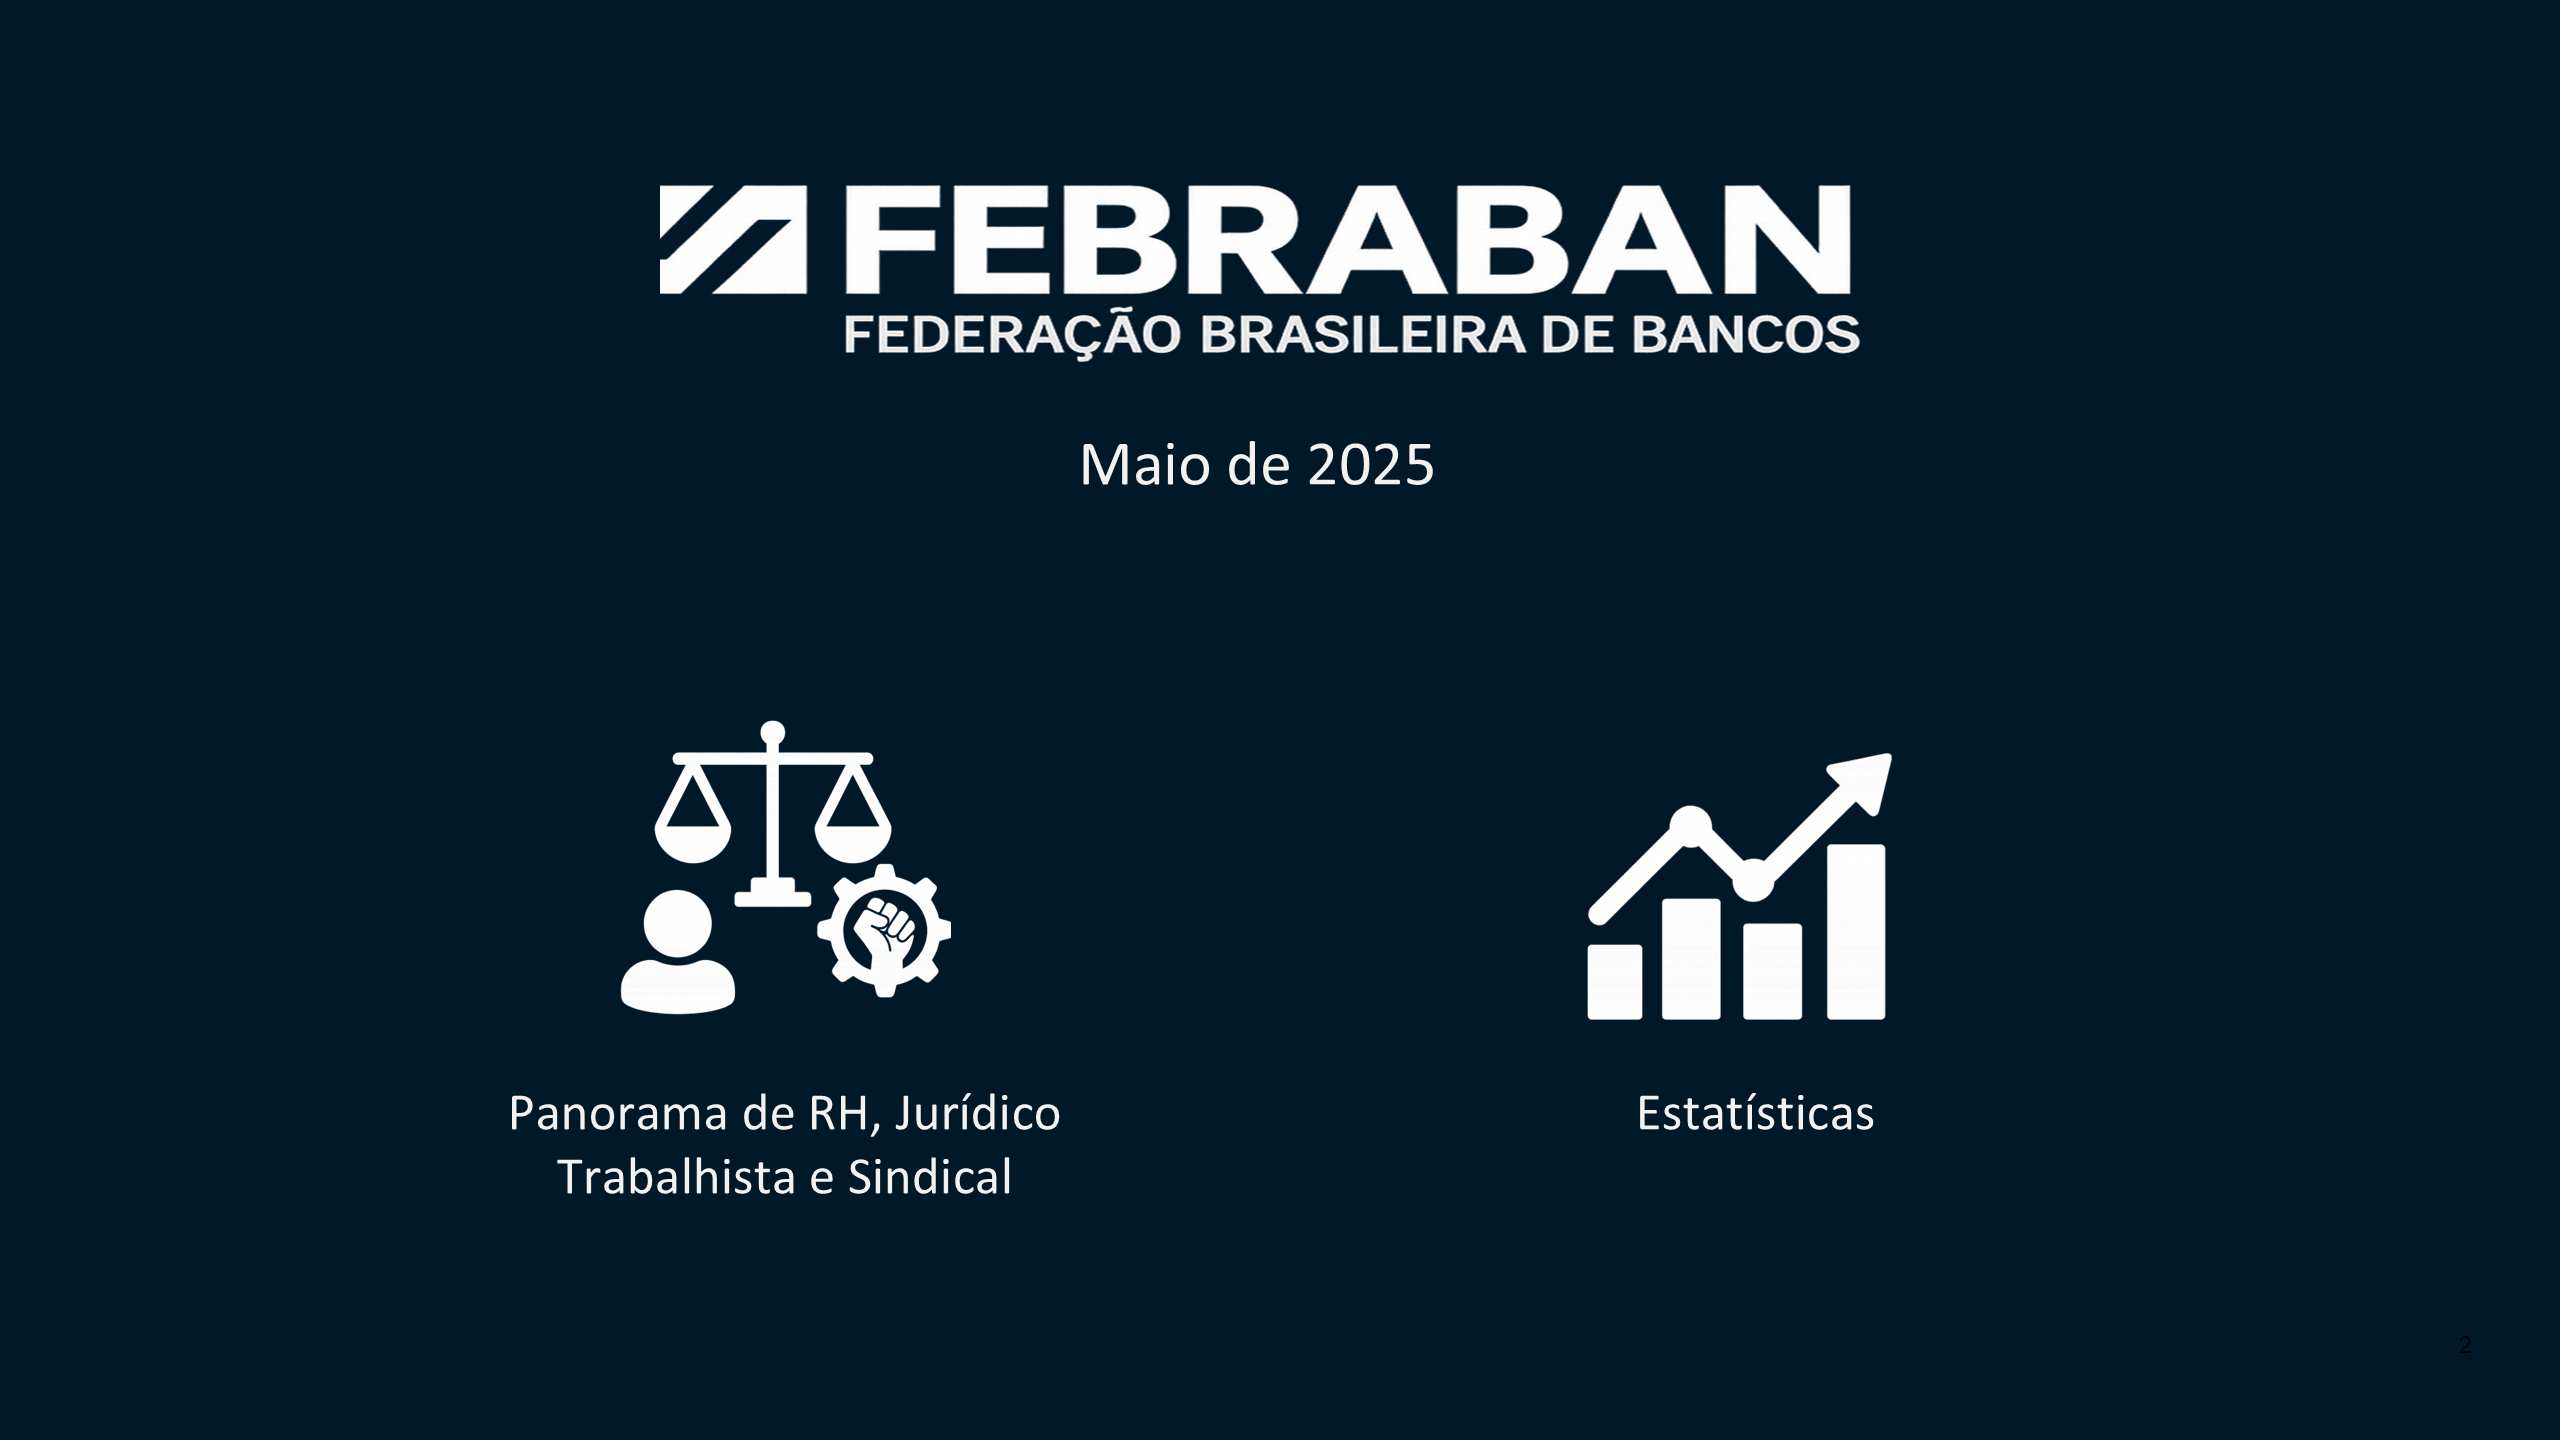 FEBRABAN
FEDERAÇÃO BRASILEIRA DE BANCOS
Maio de 2025
Panorama de RH, Jurídico
Trabalhista e Sindical
Estatísticas
2